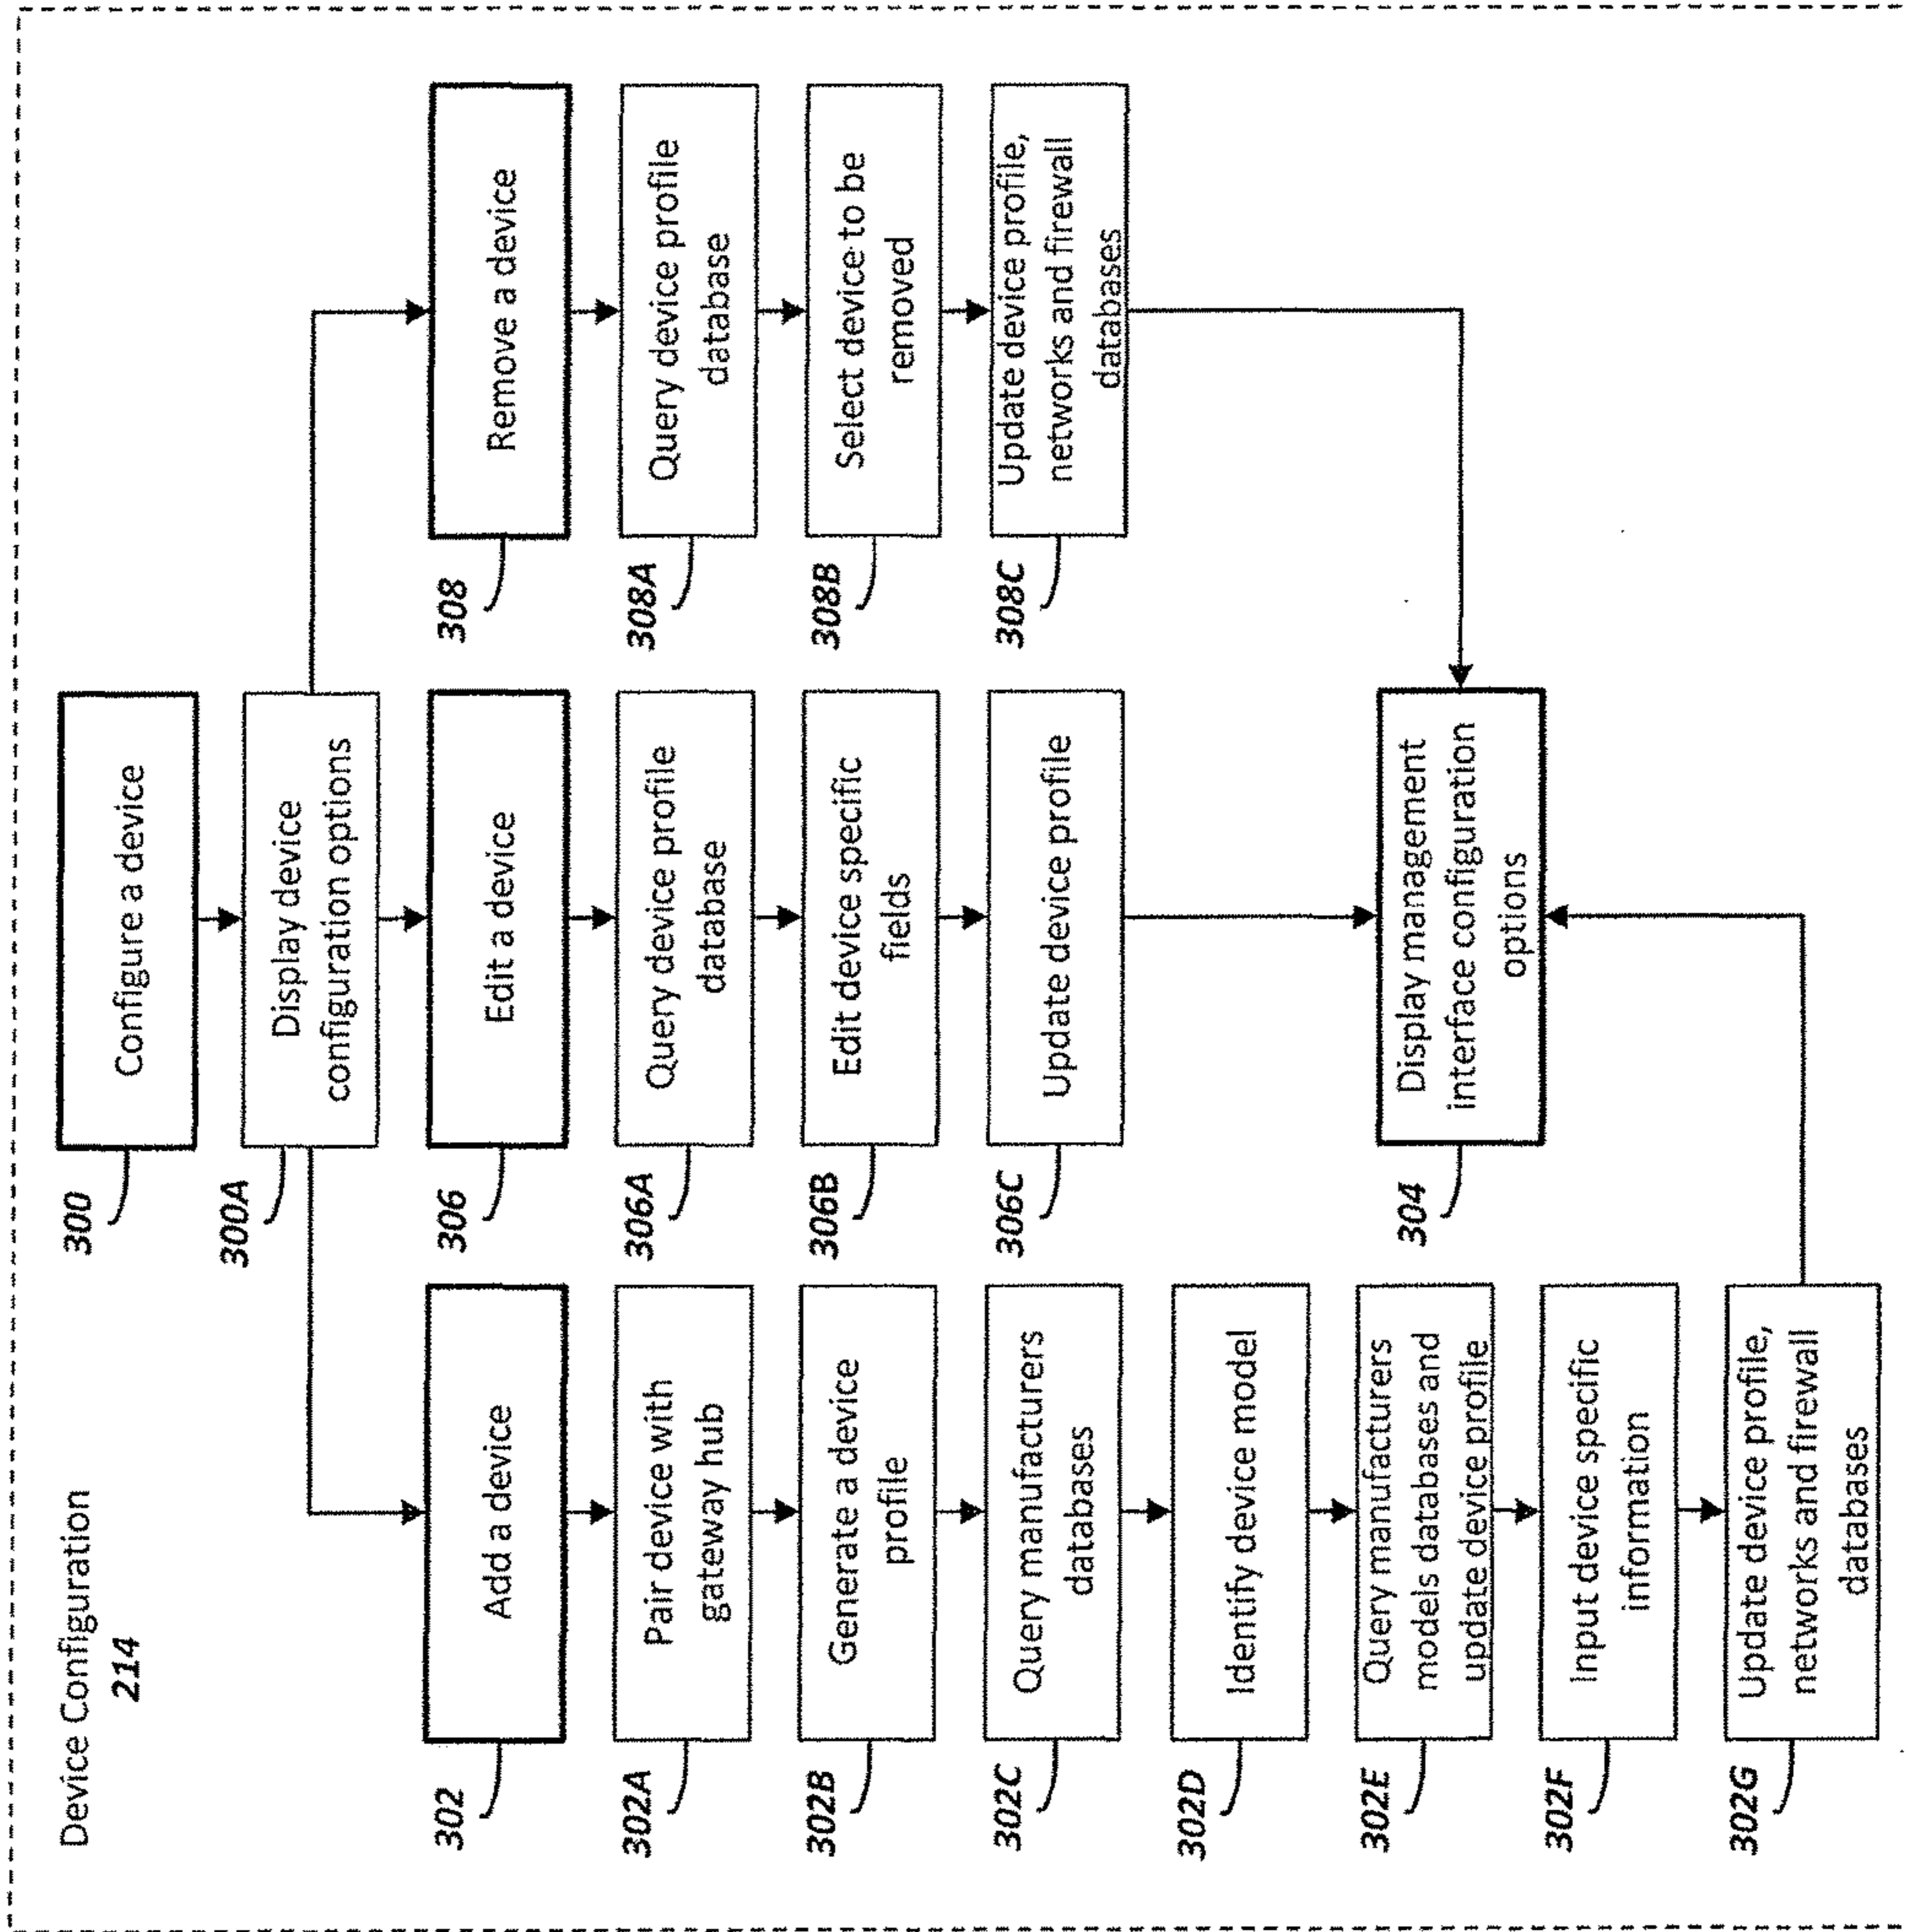 Device Configuration
214
300
Configure a device
300A
Display device
configuration options
302
Add a device
302A
Pair device with
gateway hub
302B
Generate a device
profile
302C
Query manufacturers
databases
302D
Identify device model
302E
Query manufacturers
models databases and
update device profile
302F
Input device specific
information
302G
Update device profile,
networks and firewall
databases
306
Edit a device
306A
Query device profile
database
306B
Edit device specific
fields
306C
Update device profile
304
Display management
interface configuration
options
308
Remove a device
308A
Query device profile
database
308B
Select device to be
removed
308C
Update device profile,
networks and firewall
databases